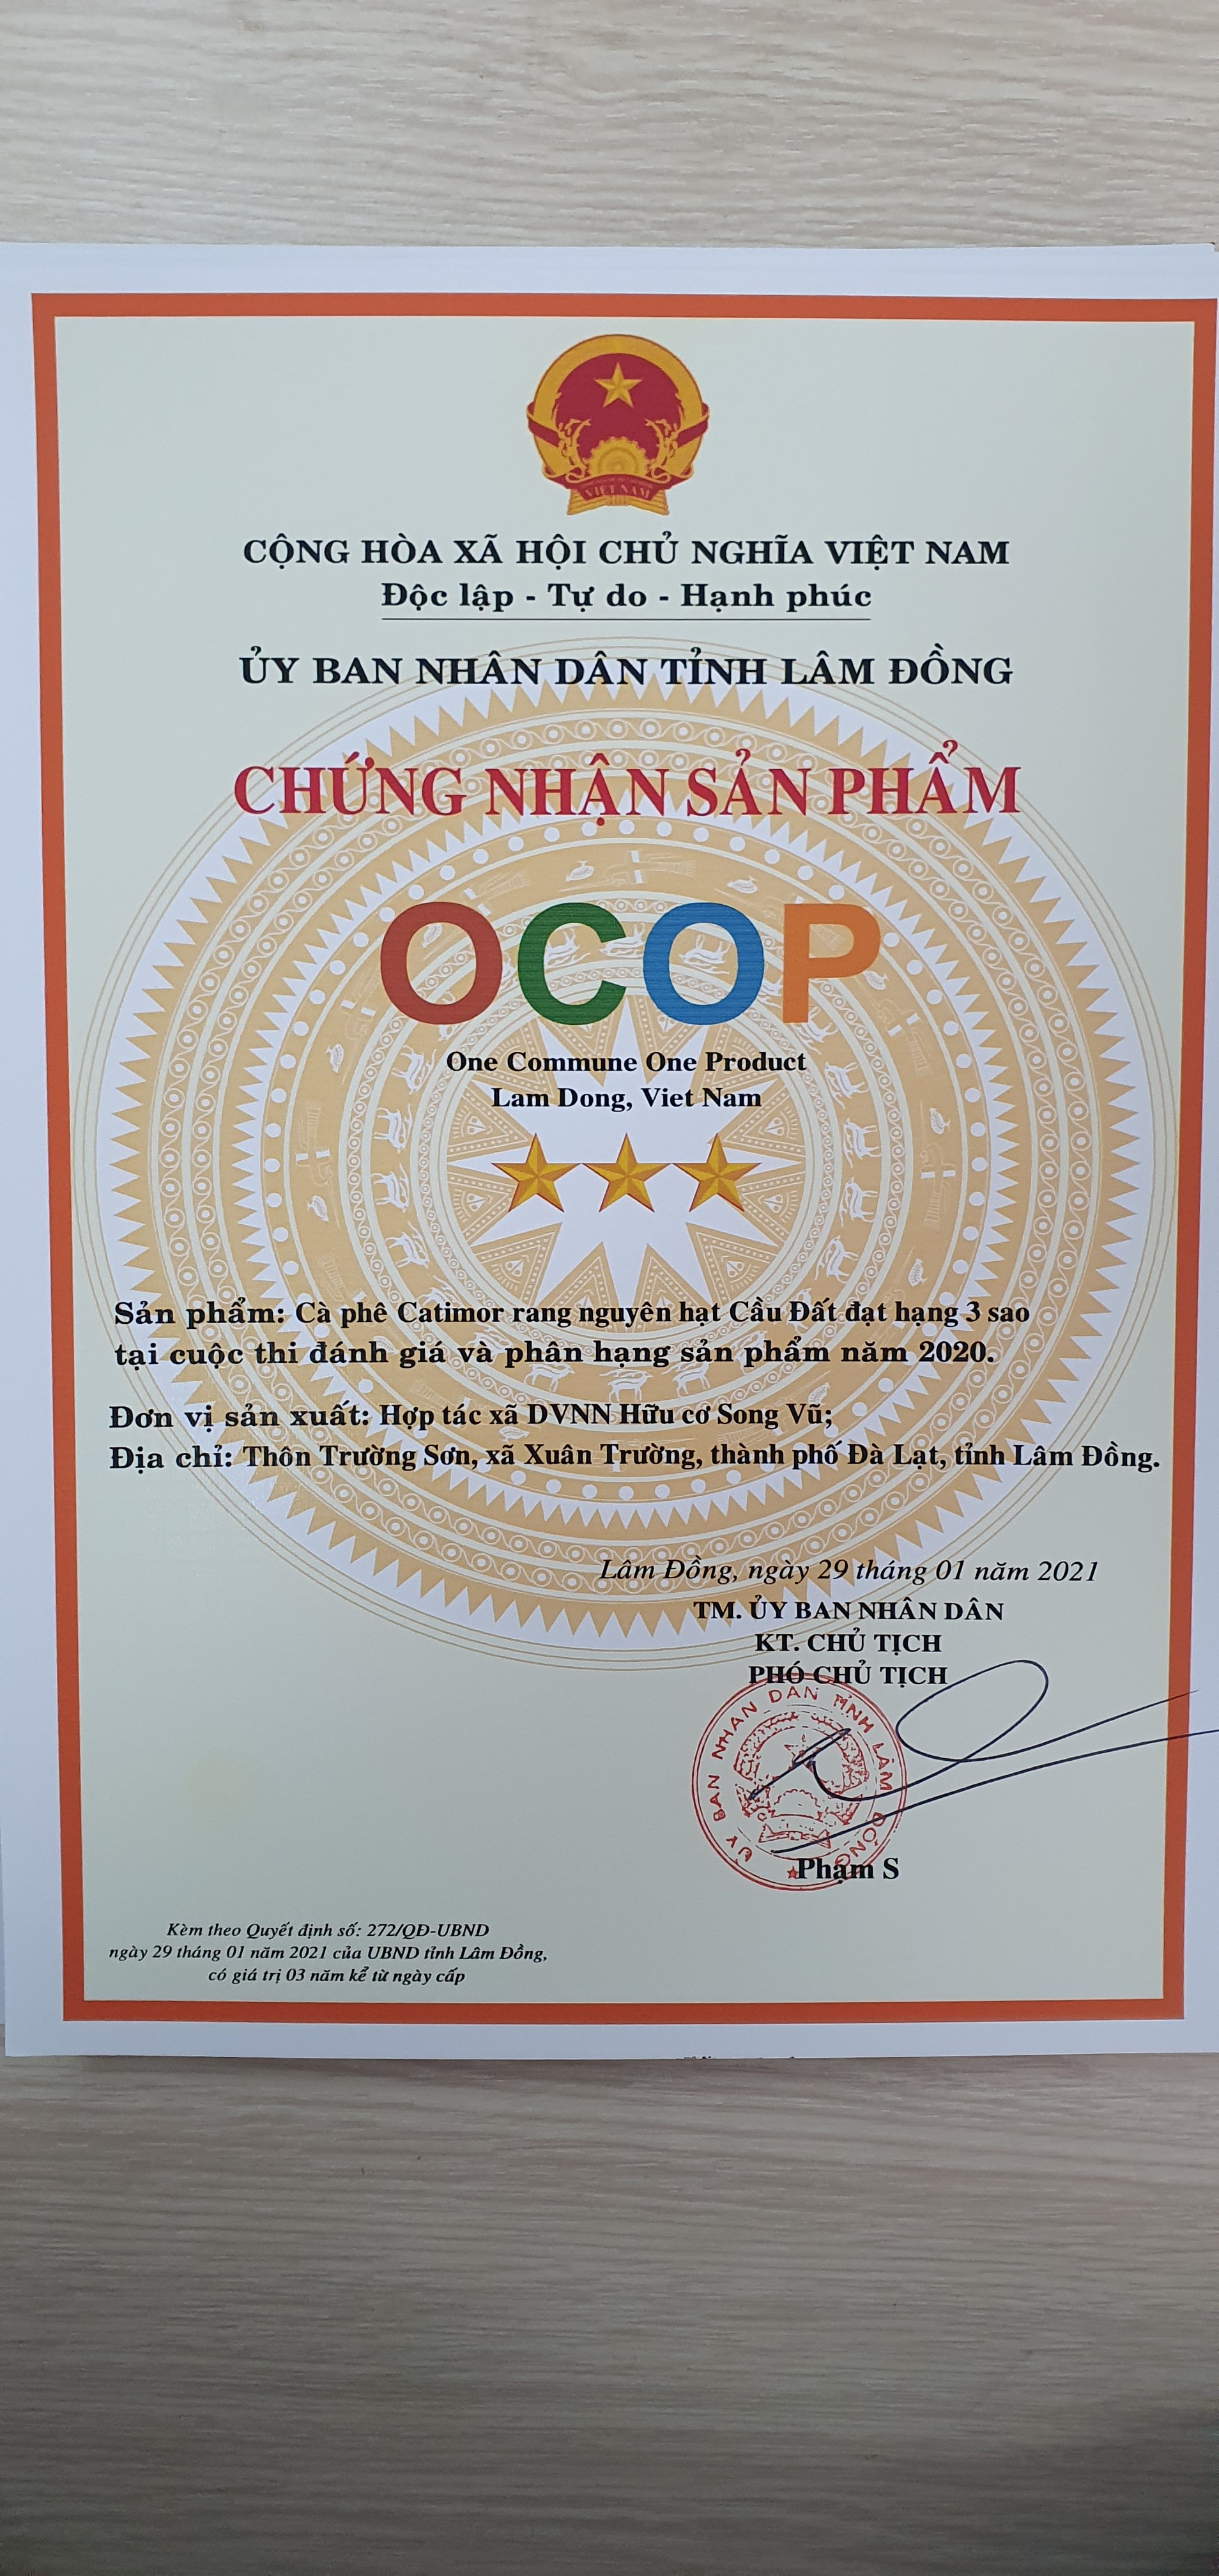 VIỆT NAM
CỘNG HÒA XÃ HỘI CHỦ NGHĨA VIỆT NAM
Độc lập - Tự do - Hạnh phúc
ỦY BAN NHÂN DÂN TỈNH LÂM ĐỒNG
CHỨNG NHẬN SẢN PHẨM
OCOP
One Commune One Product
Lam Dong, Viet Nam
Sản phẩm: Cà phê Catimor rang nguyên hạt Cầu Đất đạt hạng 3 sao
tại cuộc thi đánh giá và phân hạng sản phẩm năm 2020.
Đơn vị sản xuất: Hợp tác xã DVNN Hữu cơ Song Vũ;
Địa chỉ: Thôn Trường Sơn, xã Xuân Trường, thành phố Đà Lạt, tỉnh Lâm Đồng.
Lâm Đồng, ngày 29 tháng 01 năm 2021
TM. ỦY BAN NHÂN DÂN
KT. CHỦ TỊCH
PHÓ CHỦ TỊCH
ỦY BAN NHÂN DÂN TỈNH LÂM ĐỒNG
Phạm S
Kèm theo Quyết định số: 272/QĐ-UBND
ngày 29 tháng 01 năm 2021 của UBND tỉnh Lâm Đồng,
có giá trị 03 năm kể từ ngày cấp